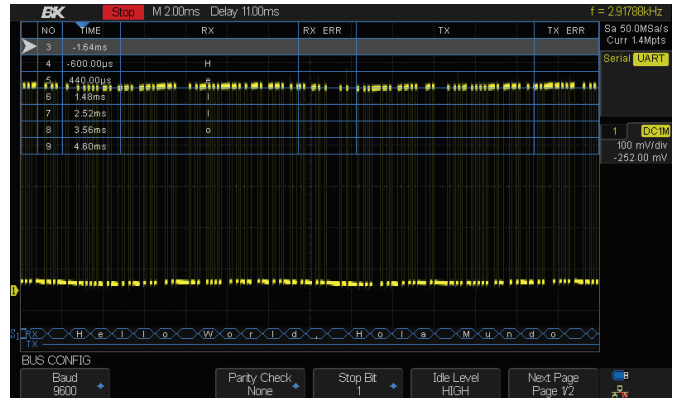 BK Stop M 2.00ms Delay 11.00ms f = 2.91788kHz
NO TIME RX RX ERR TX TX ERR
Sa 50.0MSa/s
Curr 1.4Mpts
3 -1.64ms
4 -600.00µs H
Serial UART
5 440.00µs e
6 1.48ms l
7 2.52ms l
8 3.56ms o
9 4.60ms
1 DC1M
100 mV/div
-252.00 mV
1
S1 RX H e l l o W o r l d , H o l a M u n d o
TX
BUS CONFIG
Baud Parity Check Stop Bit Idle Level Next Page
9600 None 1 HIGH Page 1/2